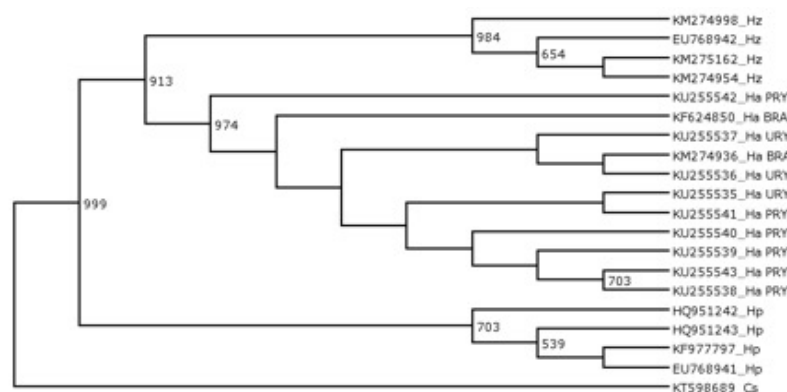 KM274998_Hz
984
EU768942_Hz
654
KM275162_Hz
KM274954_Hz
913
KU255542_Ha PRY
974
KF624850_Ha BRA
KU255537_Ha URY
KM274936_Ha BRA
KU255536_Ha URY
KU255535_Ha URY
999
KU255541_Ha PRY
KU255540_Ha PRY
KU255539_Ha PRY
KU255543_Ha PRY
703
KU255538_Ha PRY
HQ951242_Hp
703
HQ951243_Hp
539
KF977797_Hp
EU768941_Hp
KT598689_Cs